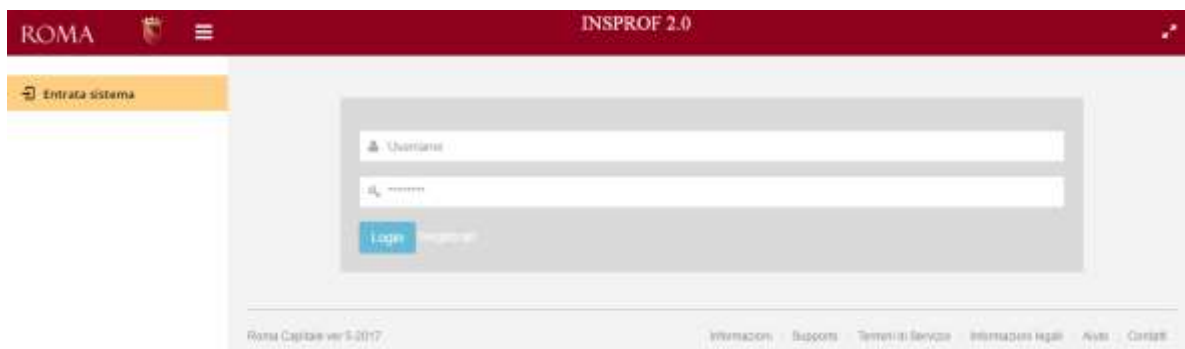 ROMA
INSPROF 2.0
Entrata sistema
Username
********
Login
Roma Capitale ver 5-2017
Informazioni Supporto Termini di Servizio Informazioni legali Aiuto Contatti